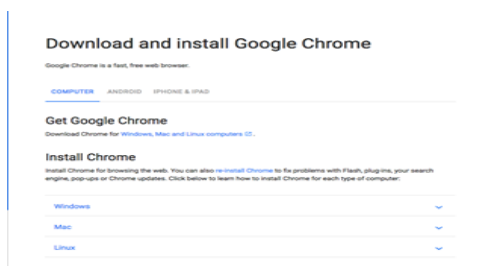 Download and install Google Chrome
Google Chrome is a fast, free web browser.
COMPUTER ANDROID IPHONE & IPAD
Get Google Chrome
Download Chrome for Windows, Mac and Linux computers.
Install Chrome
Install Chrome for browsing the web. You can also re-install Chrome to fix problems with Flash, plug-ins, your search
engine, pop-ups or Chrome updates. Click below to learn how to install Chrome for each type of computer:
Windows
Mac
Linux